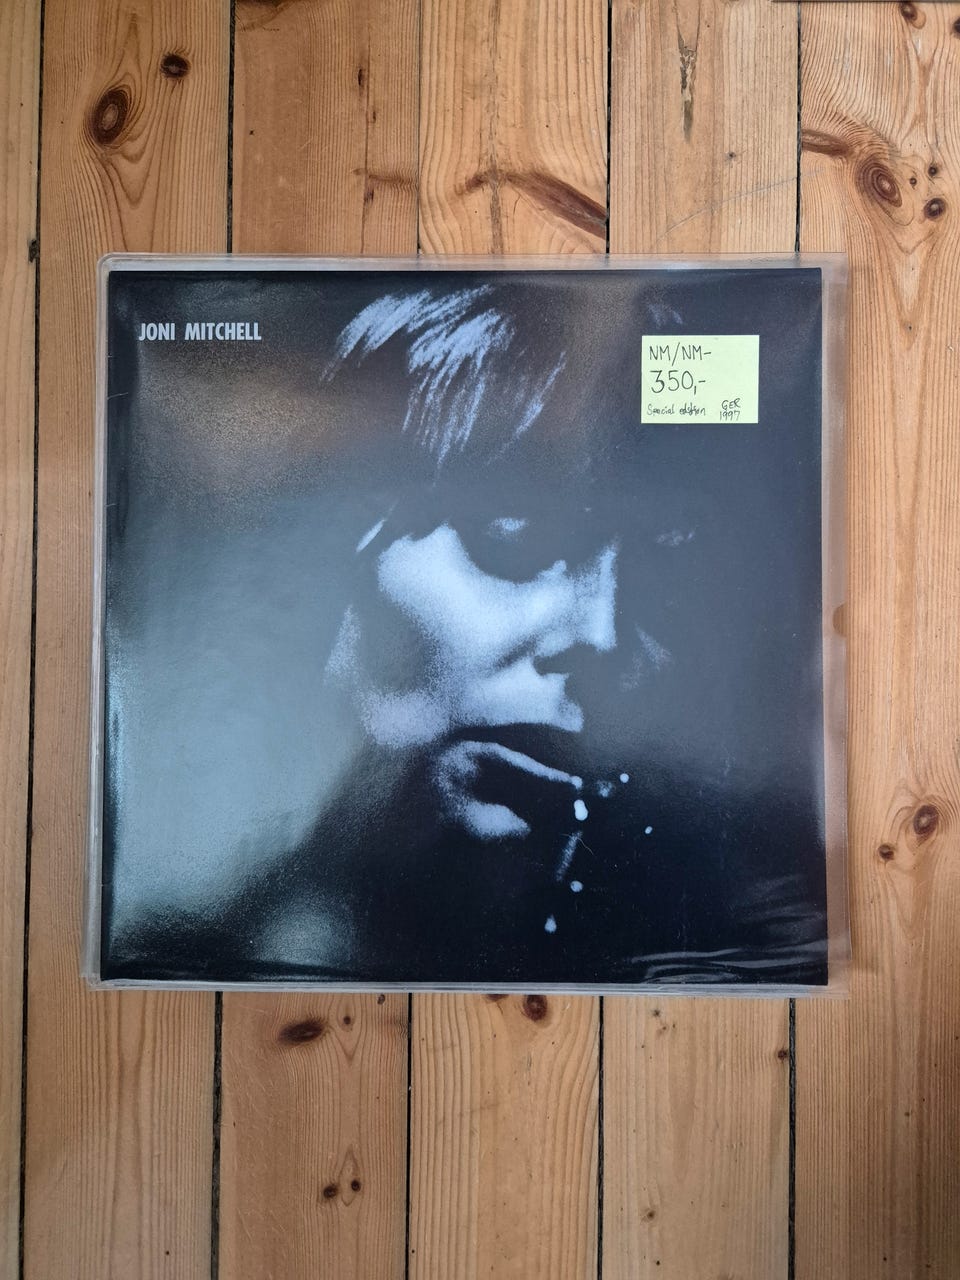 JONI MITCHELL
NM/NM-
350,-
Special edition GER
1997